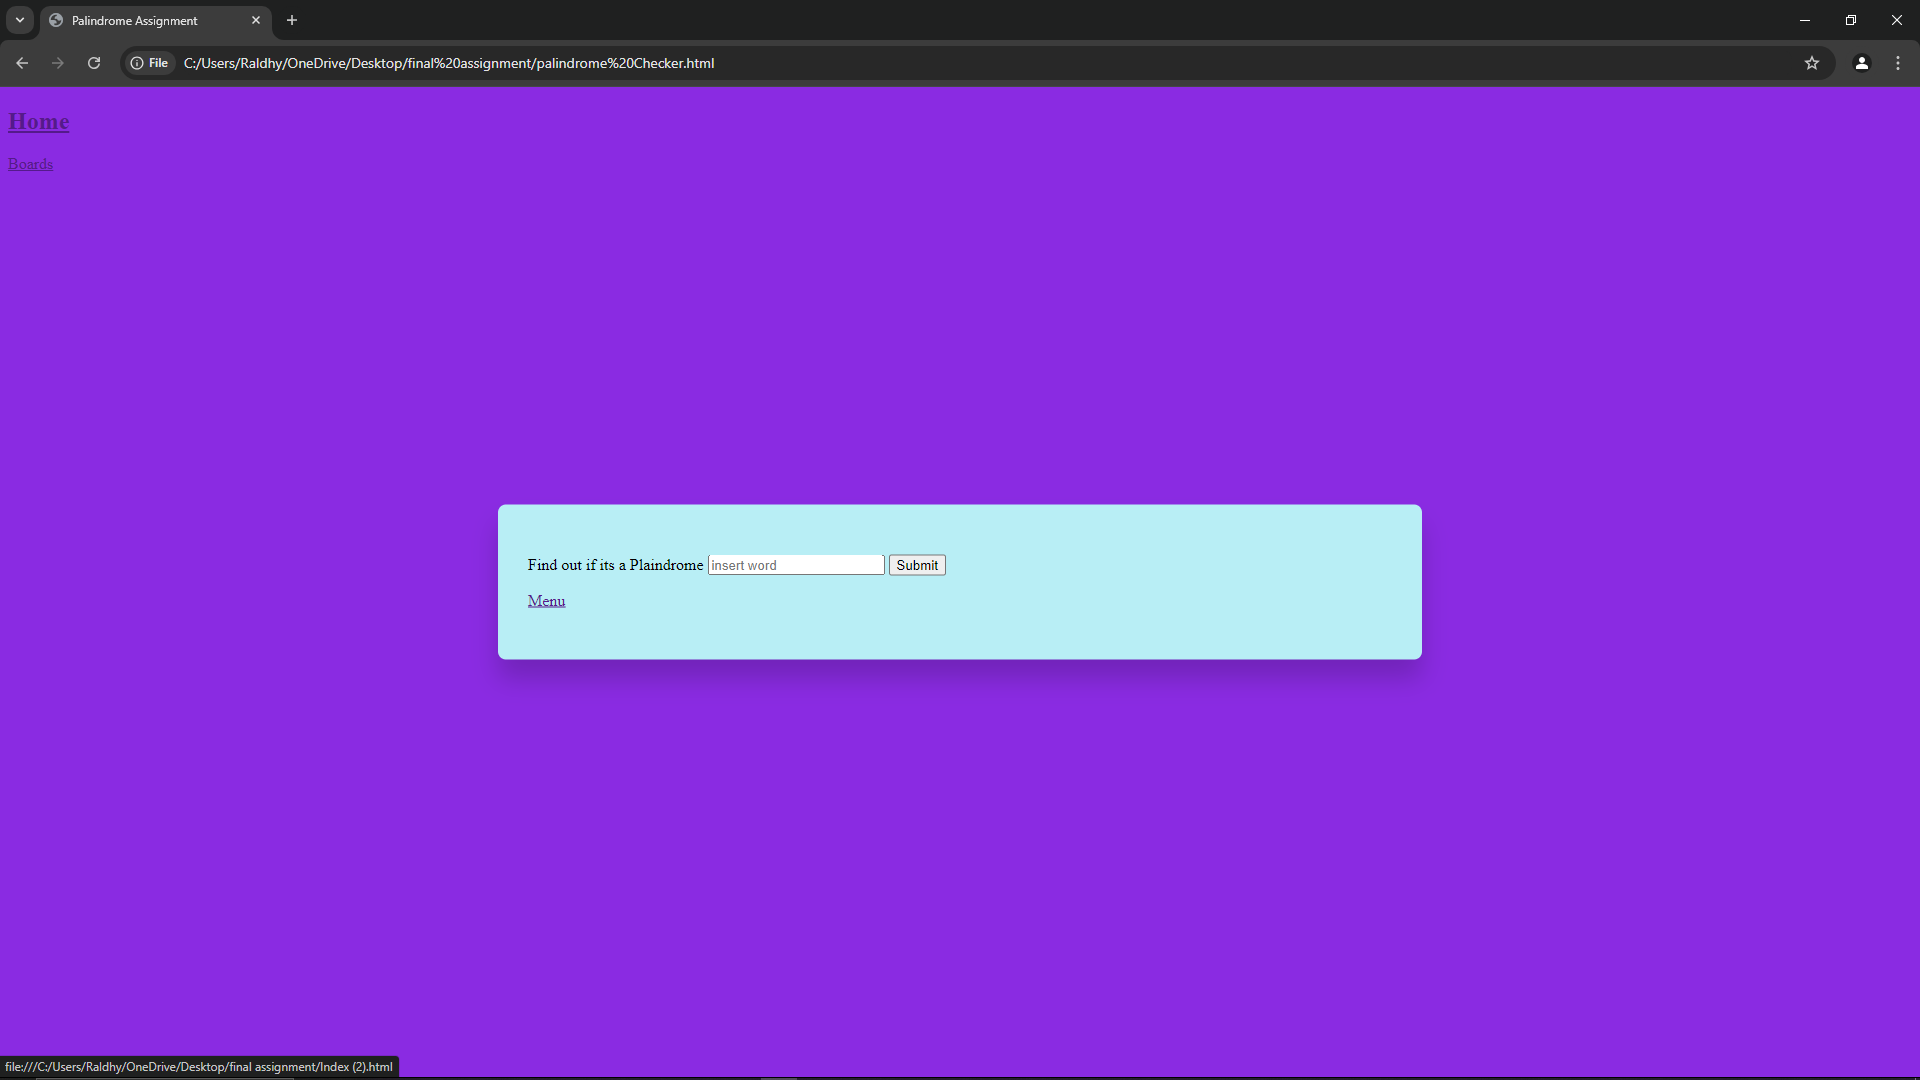 Palindrome Assignment
File C:/Users/Raldhy/OneDrive/Desktop/final%20assignment/palindrome%20Checker.html
Home
Boards
Find out if its a Plaindrome insert word Submit
Menu
file:///C:/Users/Raldhy/OneDrive/Desktop/final assignment/Index (2).html